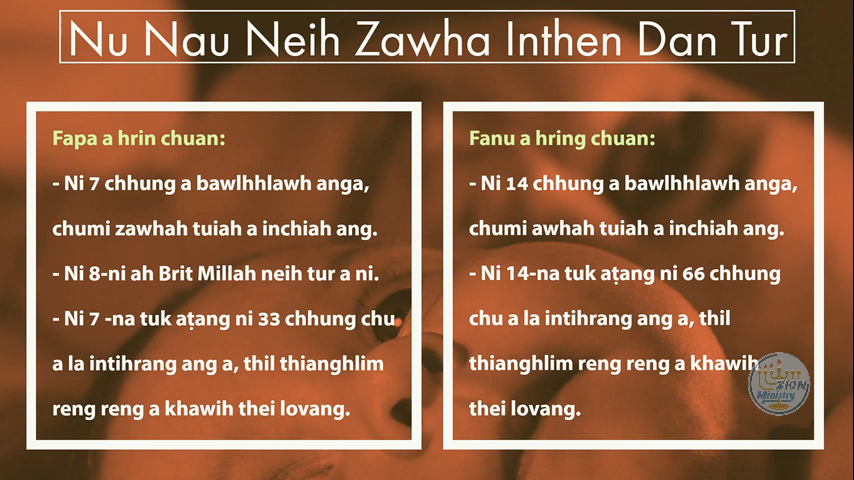 Nu Nau Neih Zawha Inthen Dan Tur
Fapa a hrin chuan:
- Ni 7 chhung a bawlhhlawh anga,
chumi zawhah tuiah a inchiah ang.
- Ni 8-ni ah Brit Millah neih tur a ni.
- Ni 7 -na tuk aṭang ni 33 chhung chu
a la intihrang ang a, thil thianghlim
reng reng a khawih thei lovang.
Fanu a hring chuan:
- Ni 14 chhung a bawlhhlawh anga,
chumi awhah tuiah a inchiah ang.
- Ni 14-na tuk aṭang ni 66 chhung
chu a la intihrang ang a, thil
thianghlim reng reng a khawih
thei lovang.
ZION
Ministry